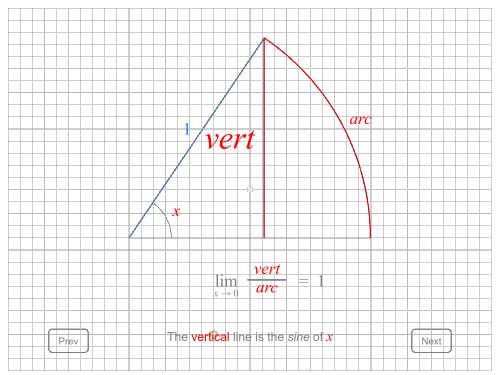 1
vert
arc
x
lim x → 0 vert / arc = 1
Prev
The vertical line is the sine of x
Next